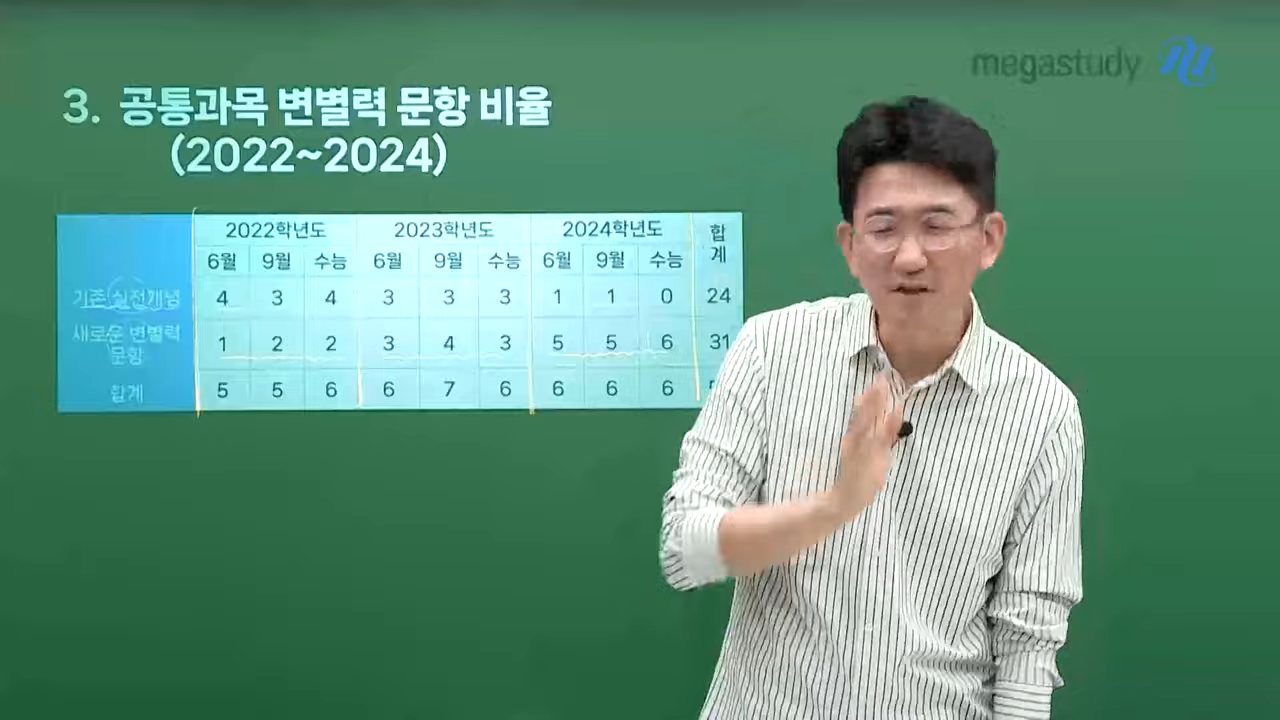 megastudy
3. 공통과목 변별력 문항 비율
(2022~2024)
2022학년도 2023학년도 2024학년도 합계
6월 9월 수능 6월 9월 수능 6월 9월 수능
기존 실전개념 4 3 4 3 3 3 1 1 0 24
새로운 변별력 문항 1 2 2 3 4 3 5 5 6 31
합계 5 5 6 6 7 6 6 6 6